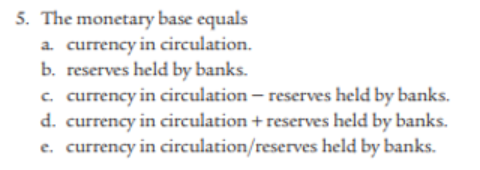 5. The monetary base equals
a. currency in circulation.
b. reserves held by banks.
c. currency in circulation – reserves held by banks.
d. currency in circulation + reserves held by banks.
e. currency in circulation/reserves held by banks.